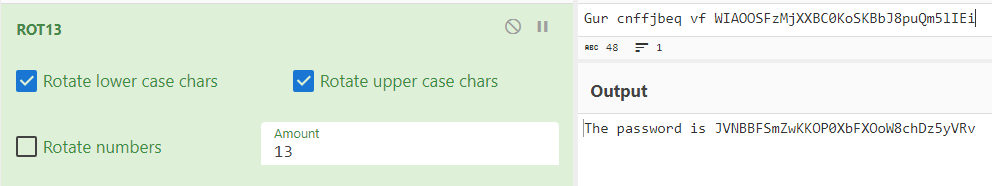 ROT13
Rotate lower case chars
Rotate upper case chars
Rotate numbers
Amount
13
Gur cnffjbeq vf WIAOOSFzMjXXBC0KoSKBbJ8puQm5lIEi
ABC 48 1
Output
The password is JVNBBFSmZwKKOP0XbFXOoW8chDz5yVRv